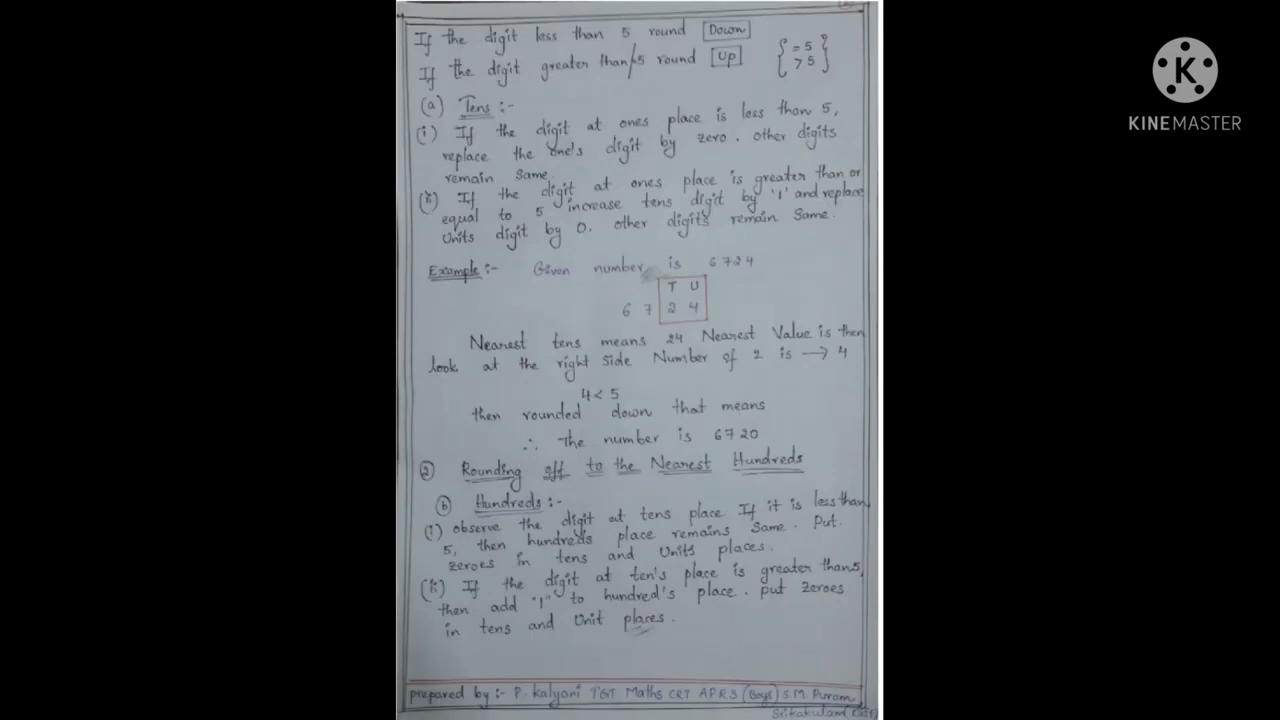 If the digit less than 5 round Down
If the digit greater than/=5 round Up { = 5 > 5 }
(a) Tens :-
(i) If the digit at ones place is less than 5,
replace the one's digit by zero. other digits
remain same.
(ii) If the digit at ones place is greater than or
equal to 5 increase tens digit by '1' and replace
Units digit by 0. other digits remain same.
Example :- Given number is 6724
T U
6 7 2 4
Nearest tens means 24 Nearest Value is then
look at the right side Number of 2 is → 4
4 < 5
then rounded down that means
∴ The number is 6720
② Rounding off to the Nearest Hundreds
ⓑ Hundreds :-
(i) observe the digit at tens place If it is less than
5, then hundred's place remains same. Put
zeroes in tens and Units places.
(ii) If the digit at ten's place is greater than 5,
then add "1" to hundred's place. put zeroes
in tens and Unit places.
prepared by :- P. Kalyani TGT Maths CRT APRS (Boys) S.M. Puram
Srikakulam
K
KINEMASTER